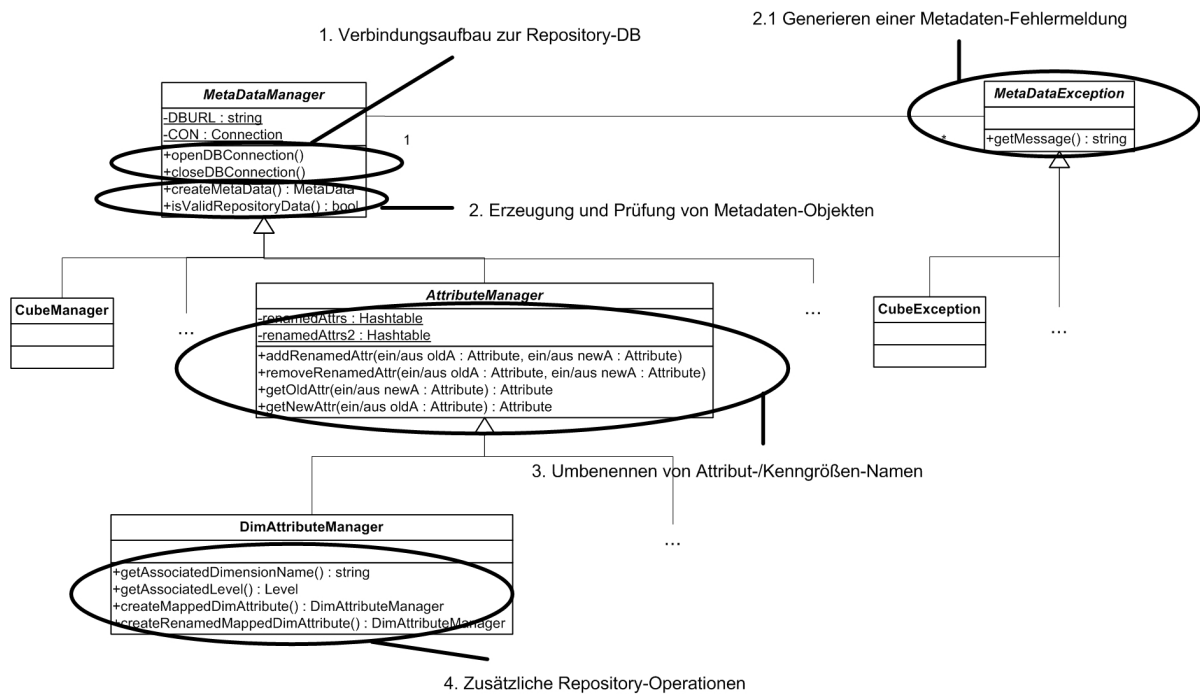 2.1 Generieren einer Metadaten-Fehlermeldung
1. Verbindungsaufbau zur Repository-DB
MetaDataManager
-DBURL : string
-CON : Connection
+openDBConnection()
+closeDBConnection()
+createMetaData() : MetaData
+isValidRepositoryData() : bool
1
*
MetaDataException
+getMessage() : string
2. Erzeugung und Prüfung von Metadaten-Objekten
CubeManager
...
AttributeManager
-renamedAttrs : Hashtable
-renamedAttrs2 : Hashtable
+addRenamedAttr(ein/aus oldA : Attribute, ein/aus newA : Attribute)
+removeRenamedAttr(ein/aus oldA : Attribute, ein/aus newA : Attribute)
+getOldAttr(ein/aus newA : Attribute) : Attribute
+getNewAttr(ein/aus oldA : Attribute) : Attribute
...
CubeException
...
3. Umbenennen von Attribut-/Kenngrößen-Namen
DimAttributeManager
+getAssociatedDimensionName() : string
+getAssociatedLevel() : Level
+createMappedDimAttribute() : DimAttributeManager
+createRenamedMappedDimAttribute() : DimAttributeManager
...
4. Zusätzliche Repository-Operationen